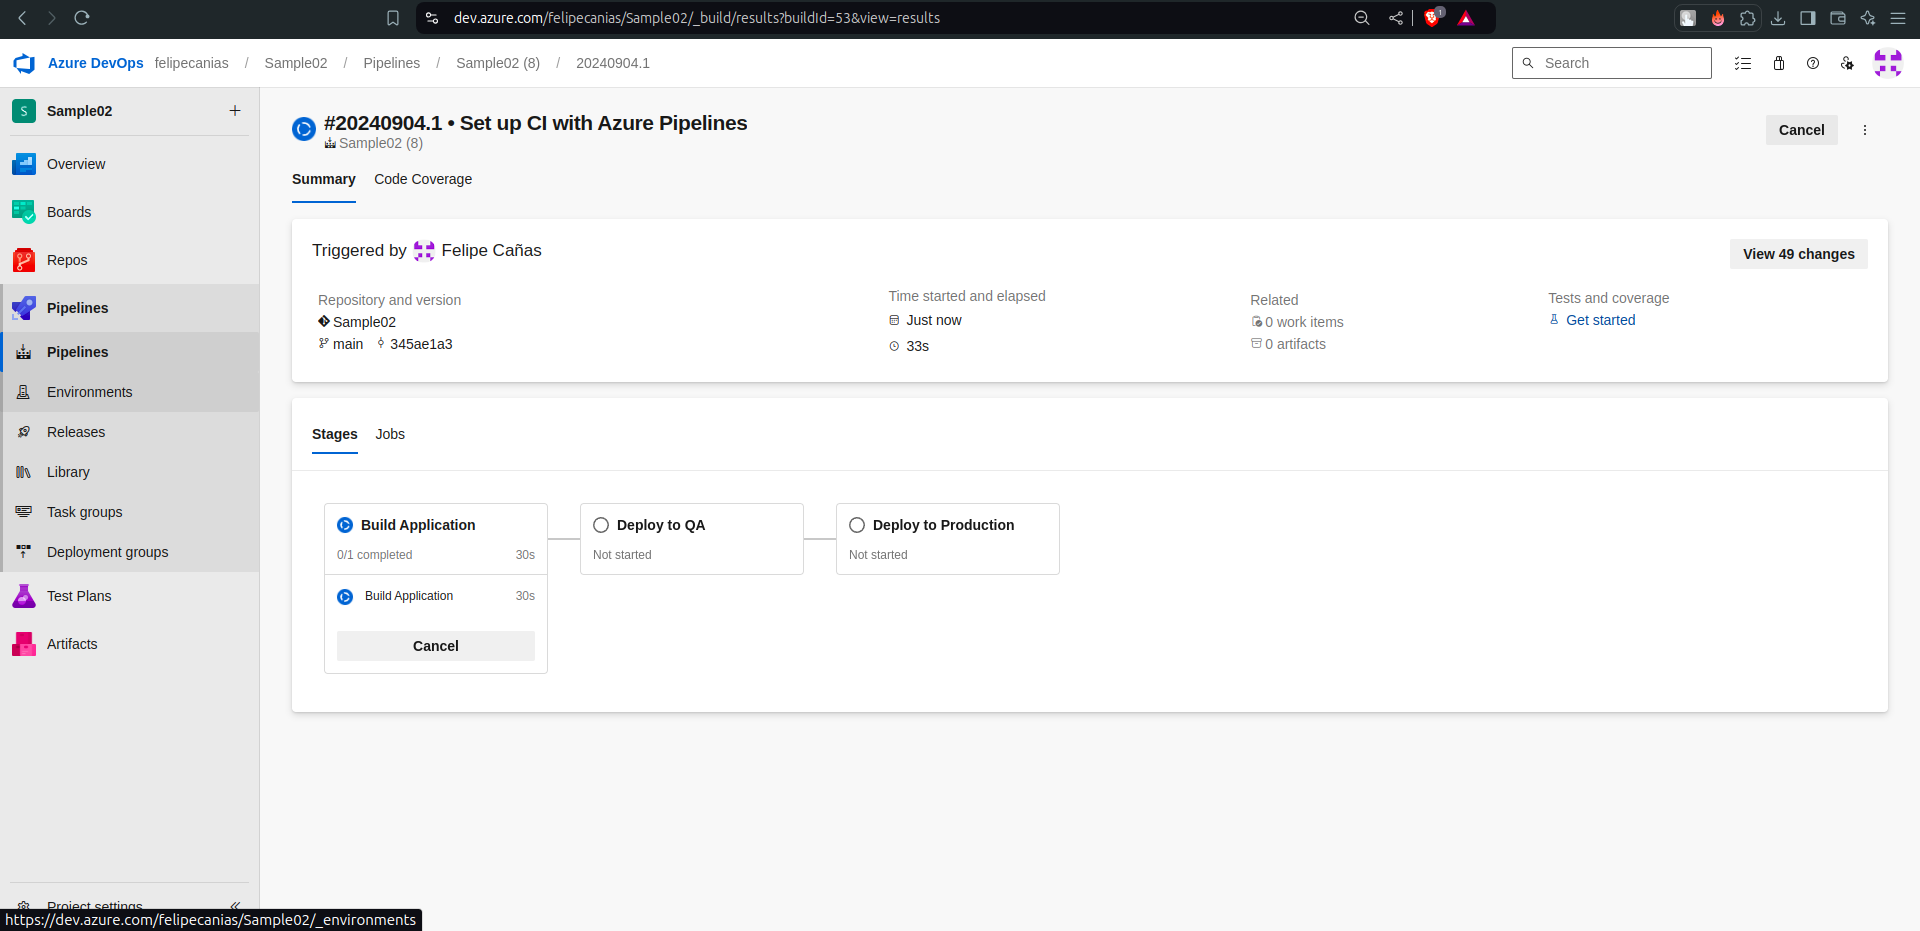 dev.azure.com/felipecanias/Sample02/_build/results?buildId=53&view=results
1
Azure DevOps felipecanias / Sample02 / Pipelines / Sample02 (8) / 20240904.1
Search
S Sample02
Overview
Boards
Repos
Pipelines
Pipelines
Environments
Releases
Library
Task groups
Deployment groups
Test Plans
Artifacts
Project settings
https://dev.azure.com/felipecanias/Sample02/_environments
#20240904.1 • Set up CI with Azure Pipelines
Sample02 (8)
Cancel
Summary Code Coverage
Triggered by Felipe Cañas
View 49 changes
Repository and version
Sample02
main 345ae1a3
Time started and elapsed
Just now
33s
Related
0 work items
0 artifacts
Tests and coverage
Get started
Stages Jobs
Build Application
0/1 completed 30s
Build Application 30s
Cancel
Deploy to QA
Not started
Deploy to Production
Not started